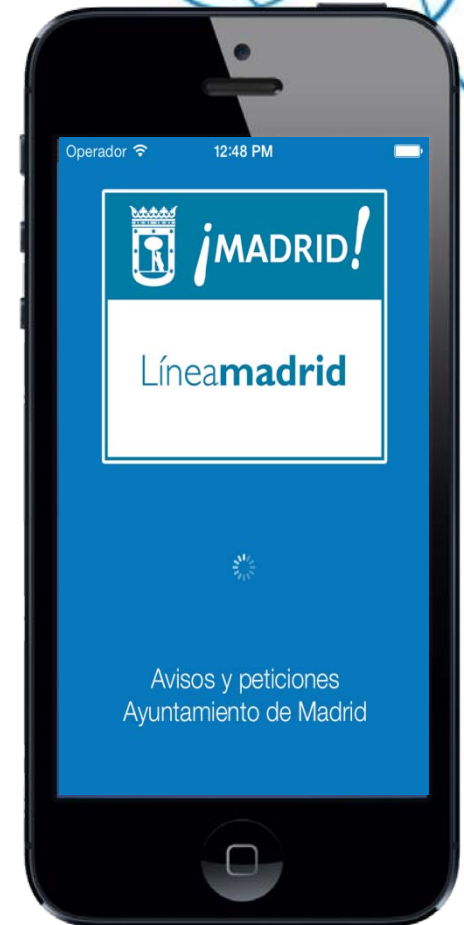 Operador 12:48 PM
¡MADRID!
Líneamadrid
Avisos y peticiones
Ayuntamiento de Madrid